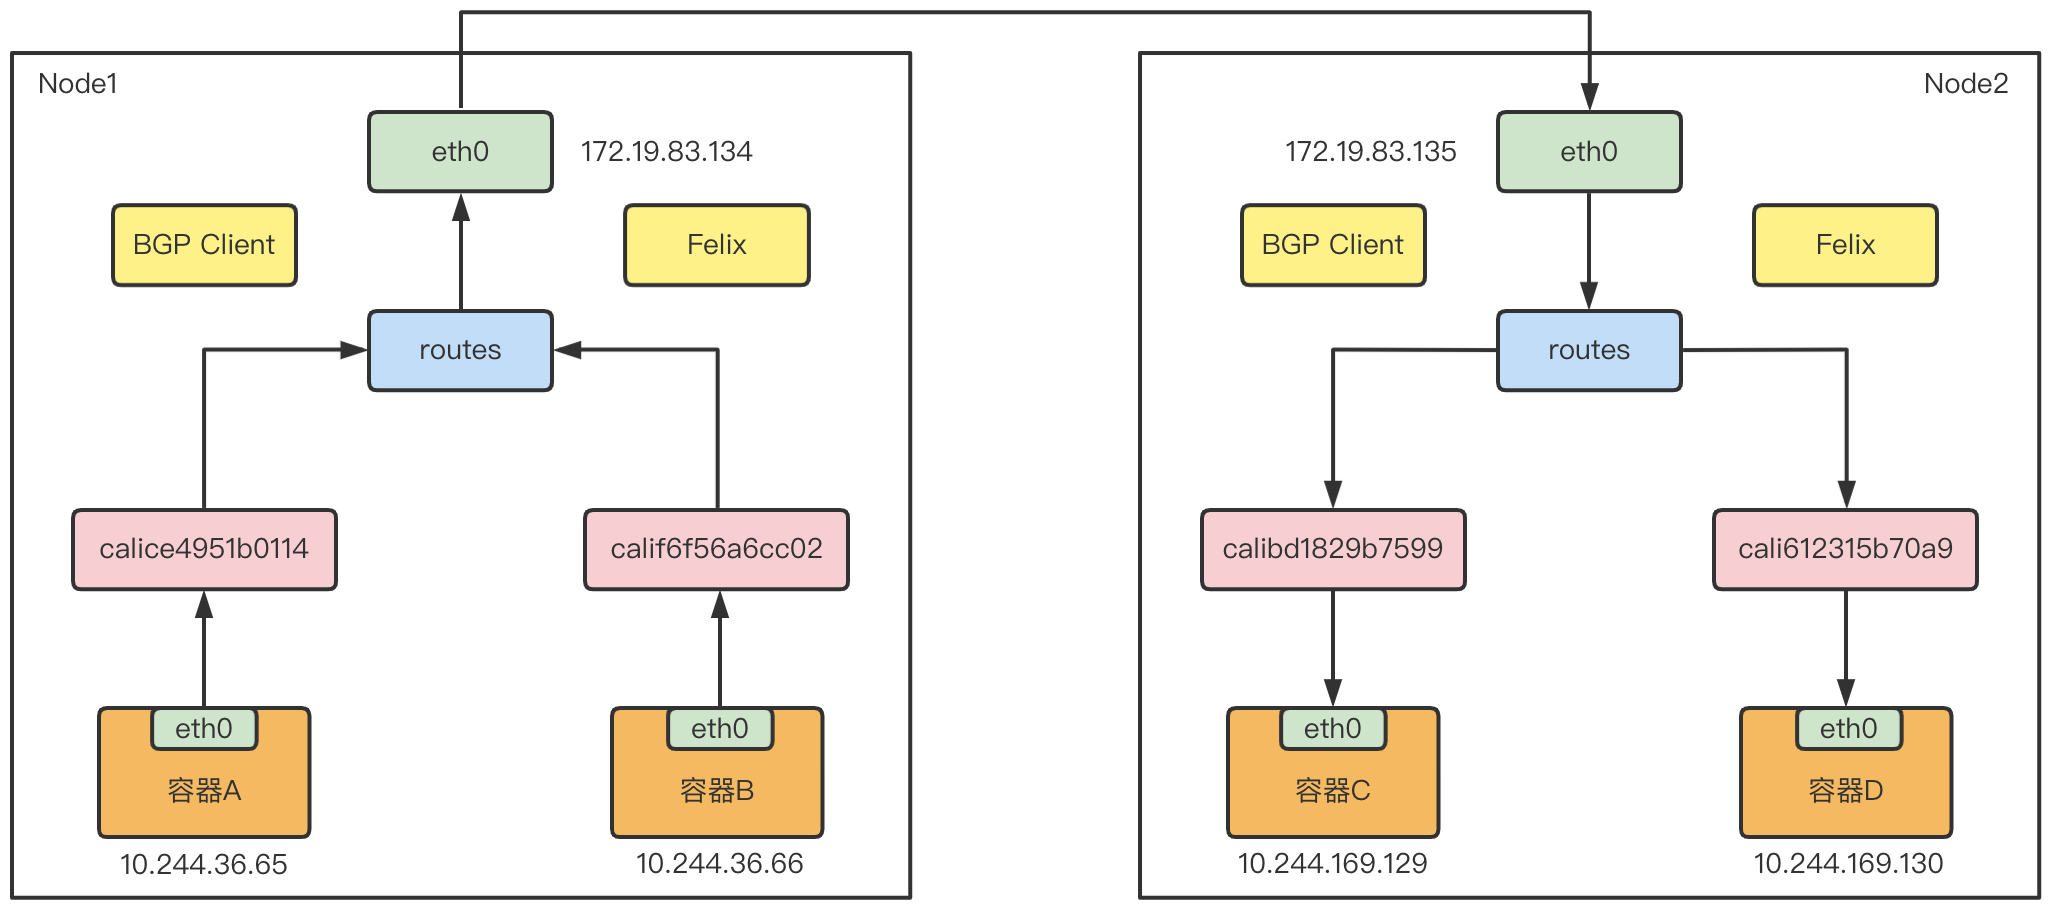 Node1
eth0
172.19.83.134
BGP Client
Felix
routes
calice4951b0114
calif6f56a6cc02
eth0
容器A
10.244.36.65
eth0
容器B
10.244.36.66
Node2
172.19.83.135
eth0
BGP Client
Felix
routes
calibd1829b7599
cali612315b70a9
eth0
容器C
10.244.169.129
eth0
容器D
10.244.169.130